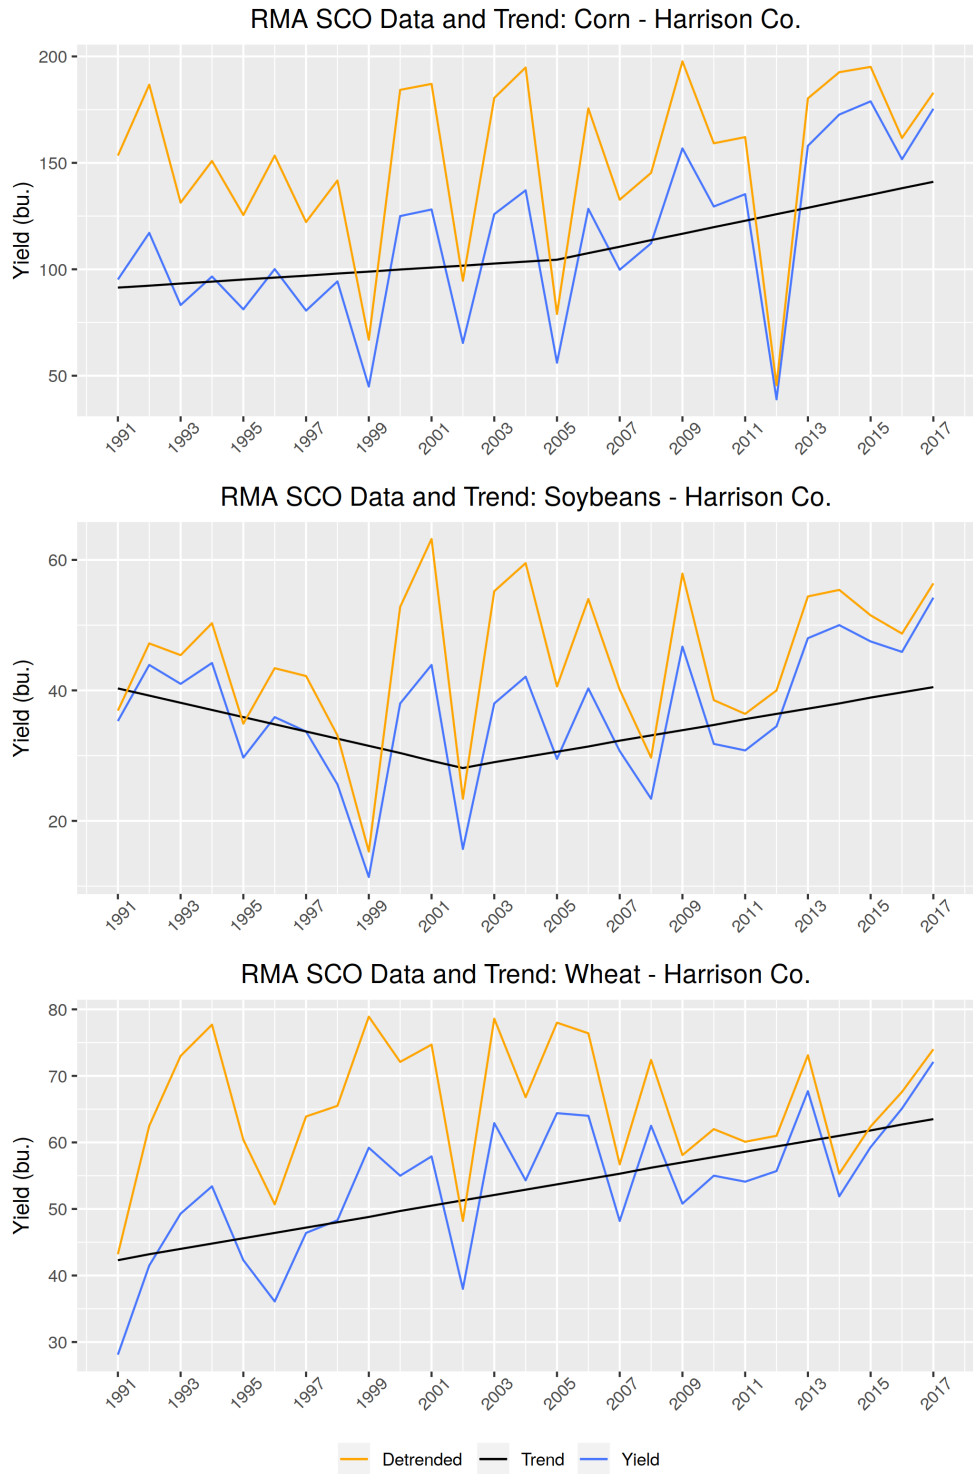 RMA SCO Data and Trend: Corn - Harrison Co.
Yield (bu.)
200
150
100
50
1991 1993 1995 1997 1999 2001 2003 2005 2007 2009 2011 2013 2015 2017
RMA SCO Data and Trend: Soybeans - Harrison Co.
Yield (bu.)
60
40
20
1991 1993 1995 1997 1999 2001 2003 2005 2007 2009 2011 2013 2015 2017
RMA SCO Data and Trend: Wheat - Harrison Co.
Yield (bu.)
80
70
60
50
40
30
1991 1993 1995 1997 1999 2001 2003 2005 2007 2009 2011 2013 2015 2017
Detrended Trend Yield